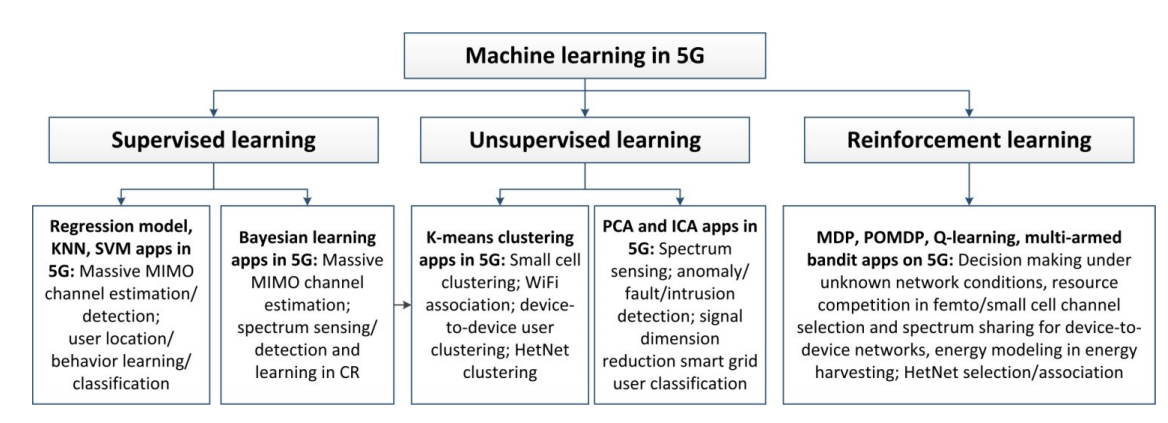 Machine learning in 5G
Supervised learning
Unsupervised learning
Reinforcement learning
Regression model,
KNN, SVM apps in
5G: Massive MIMO
channel estimation/
detection;
user location/
behavior learning/
classification
Bayesian learning
apps in 5G: Massive
MIMO channel
estimation;
spectrum sensing/
detection and
learning in CR
K-means clustering
apps in 5G: Small cell
clustering; WiFi
association; device-
to-device user
clustering; HetNet
clustering
PCA and ICA apps in
5G: Spectrum
sensing; anomaly/
fault/intrusion
detection; signal
dimension
reduction smart grid
user classification
MDP, POMDP, Q-learning, multi-armed
bandit apps on 5G: Decision making under
unknown network conditions, resource
competition in femto/small cell channel
selection and spectrum sharing for device-to-
device networks, energy modeling in energy
harvesting; HetNet selection/association